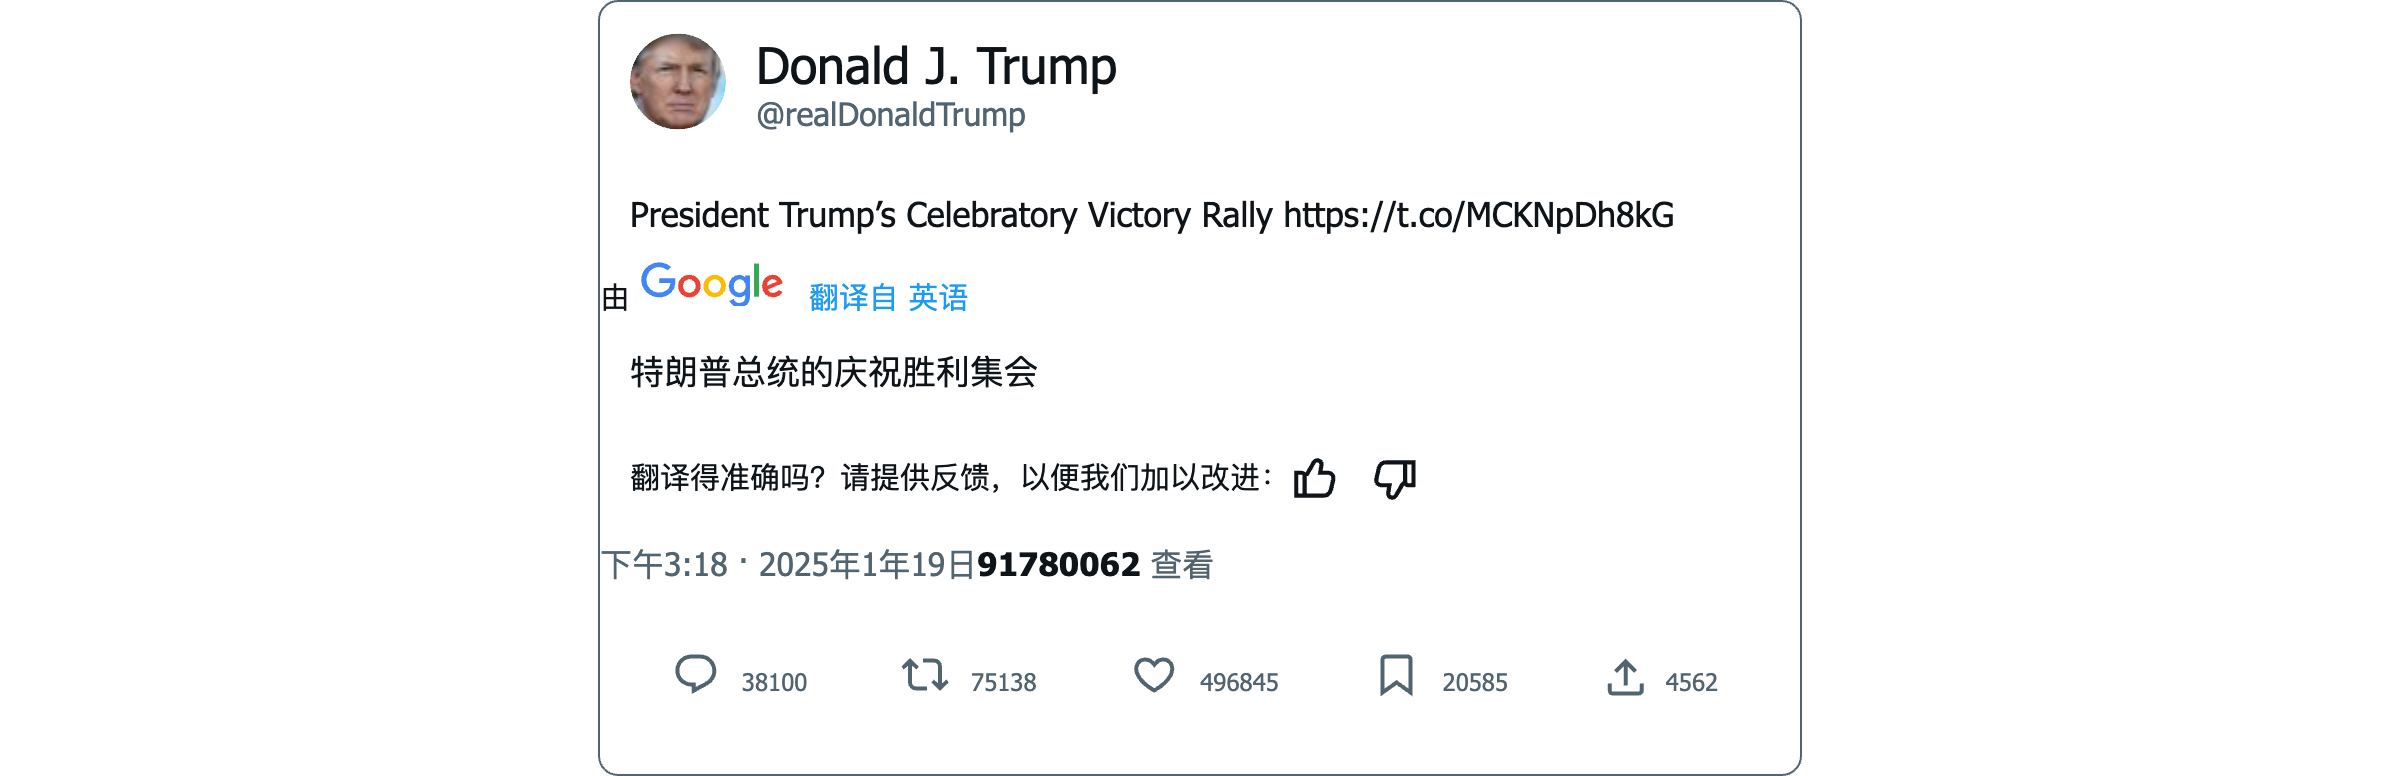 Donald J. Trump
@realDonaldTrump
President Trump’s Celebratory Victory Rally https://t.co/MCKNpDh8kG
由 Google 翻译自 英语
特朗普总统的庆祝胜利集会
翻译得准确吗？请提供反馈，以便我们加以改进：
下午3:18 · 2025年1年19日91780062 查看
38100 75138 496845 20585 4562